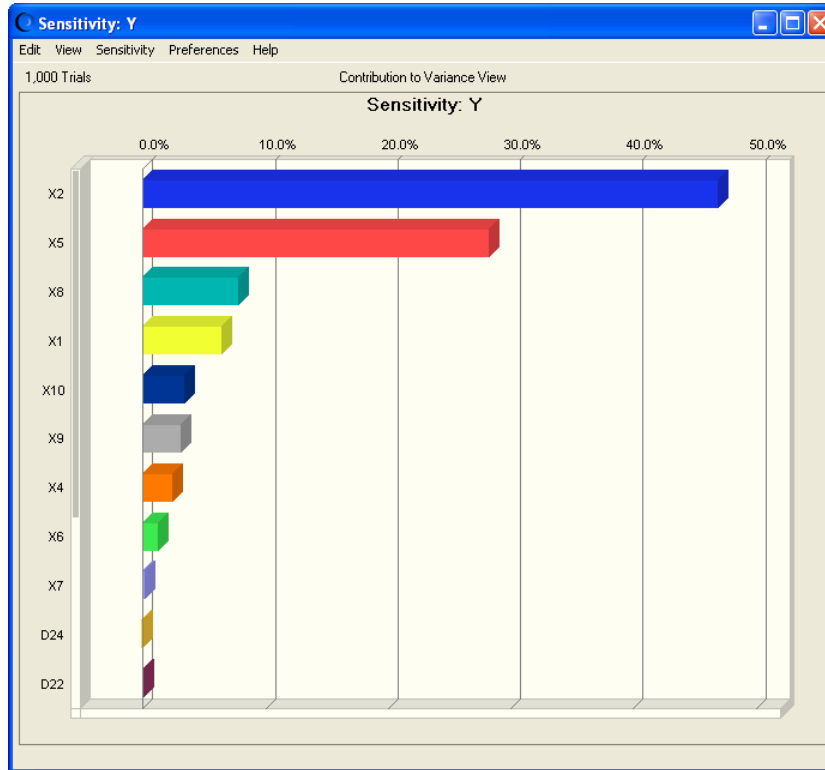 Sensitivity: Y
Edit View Sensitivity Preferences Help
1,000 Trials Contribution to Variance View
Sensitivity: Y
0.0% 10.0% 20.0% 30.0% 40.0% 50.0%
X2
X5
X8
X1
X10
X9
X4
X6
X7
D24
D22